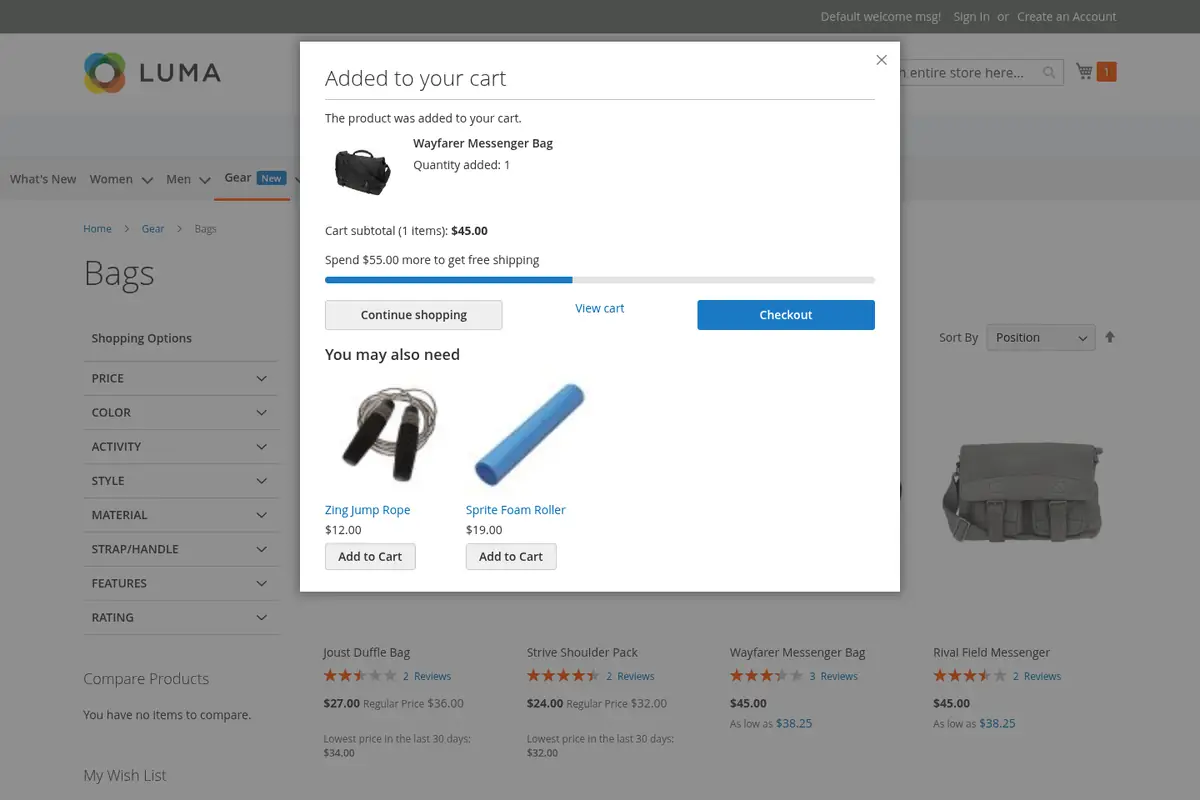 Default welcome msg! Sign In or Create an Account
LUMA
entire store here...
1
What's New Women Men Gear New
Home Gear Bags
Bags
Shopping Options
PRICE
COLOR
ACTIVITY
STYLE
MATERIAL
STRAP/HANDLE
FEATURES
RATING
Compare Products
You have no items to compare.
My Wish List
Added to your cart
The product was added to your cart.
Wayfarer Messenger Bag
Quantity added: 1
Cart subtotal (1 items): $45.00
Spend $55.00 more to get free shipping
Continue shopping
View cart
Checkout
You may also need
Zing Jump Rope
$12.00
Add to Cart
Sprite Foam Roller
$19.00
Add to Cart
Sort By Position
Joust Duffle Bag
2 Reviews
$27.00 Regular Price $36.00
Lowest price in the last 30 days:
$34.00
Strive Shoulder Pack
2 Reviews
$24.00 Regular Price $32.00
Lowest price in the last 30 days:
$32.00
Wayfarer Messenger Bag
3 Reviews
$45.00
As low as $38.25
Rival Field Messenger
2 Reviews
$45.00
As low as $38.25